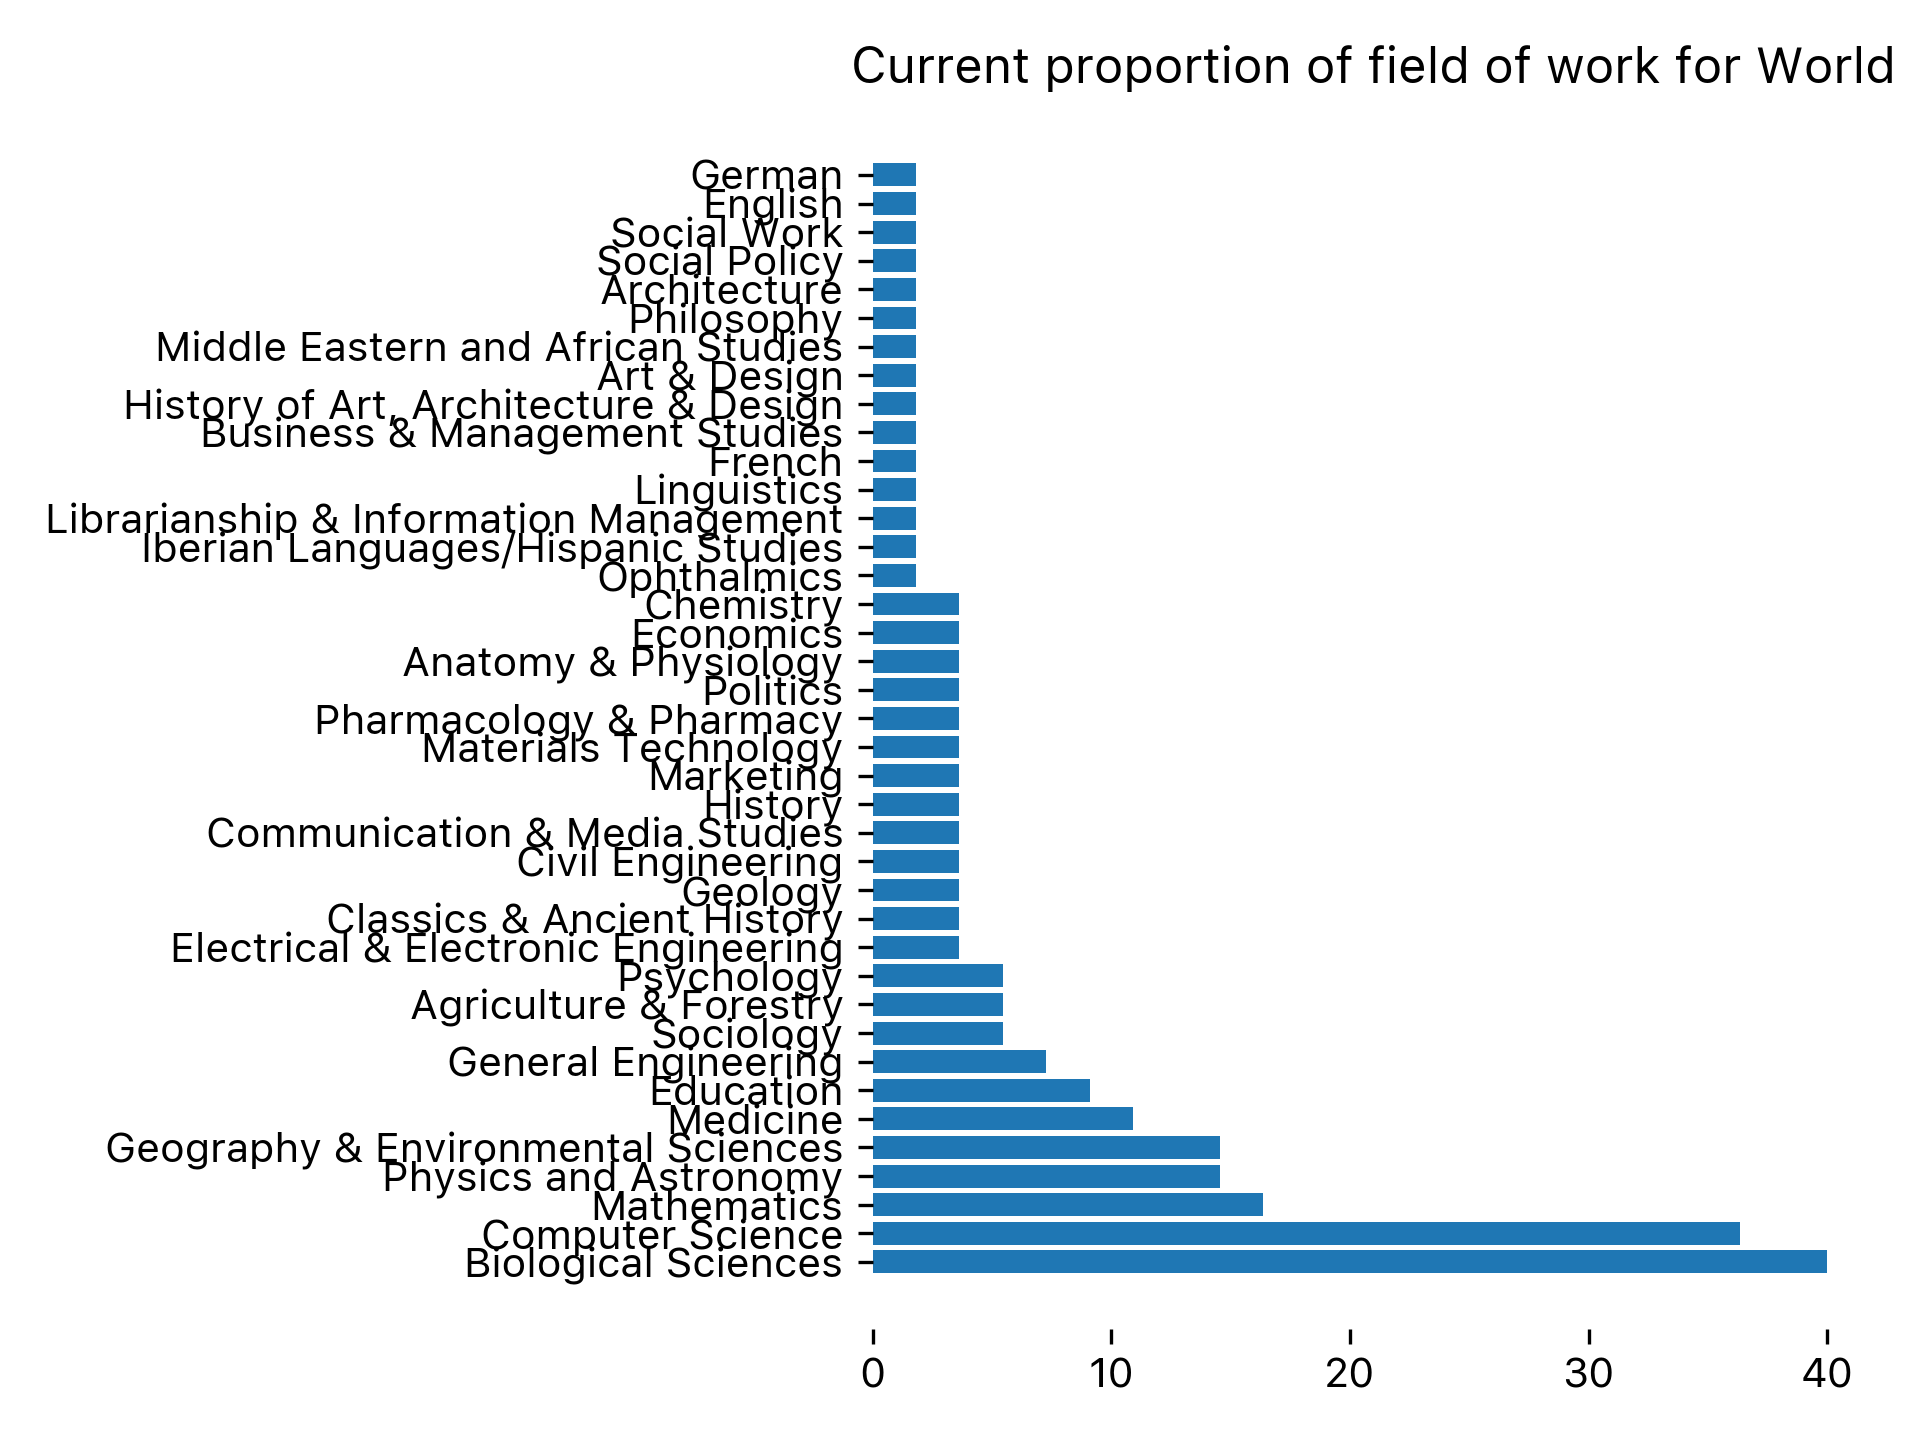 Current proportion of field of work for World
German
English
Social Work
Social Policy
Architecture
Philosophy
Middle Eastern and African Studies
Art & Design
History of Art, Architecture & Design
Business & Management Studies
French
Linguistics
Librarianship & Information Management
Iberian Languages/Hispanic Studies
Ophthalmics
Chemistry
Economics
Anatomy & Physiology
Politics
Pharmacology & Pharmacy
Materials Technology
Marketing
History
Communication & Media Studies
Civil Engineering
Geology
Classics & Ancient History
Electrical & Electronic Engineering
Psychology
Agriculture & Forestry
Sociology
General Engineering
Education
Medicine
Geography & Environmental Sciences
Physics and Astronomy
Mathematics
Computer Science
Biological Sciences
0 10 20 30 40